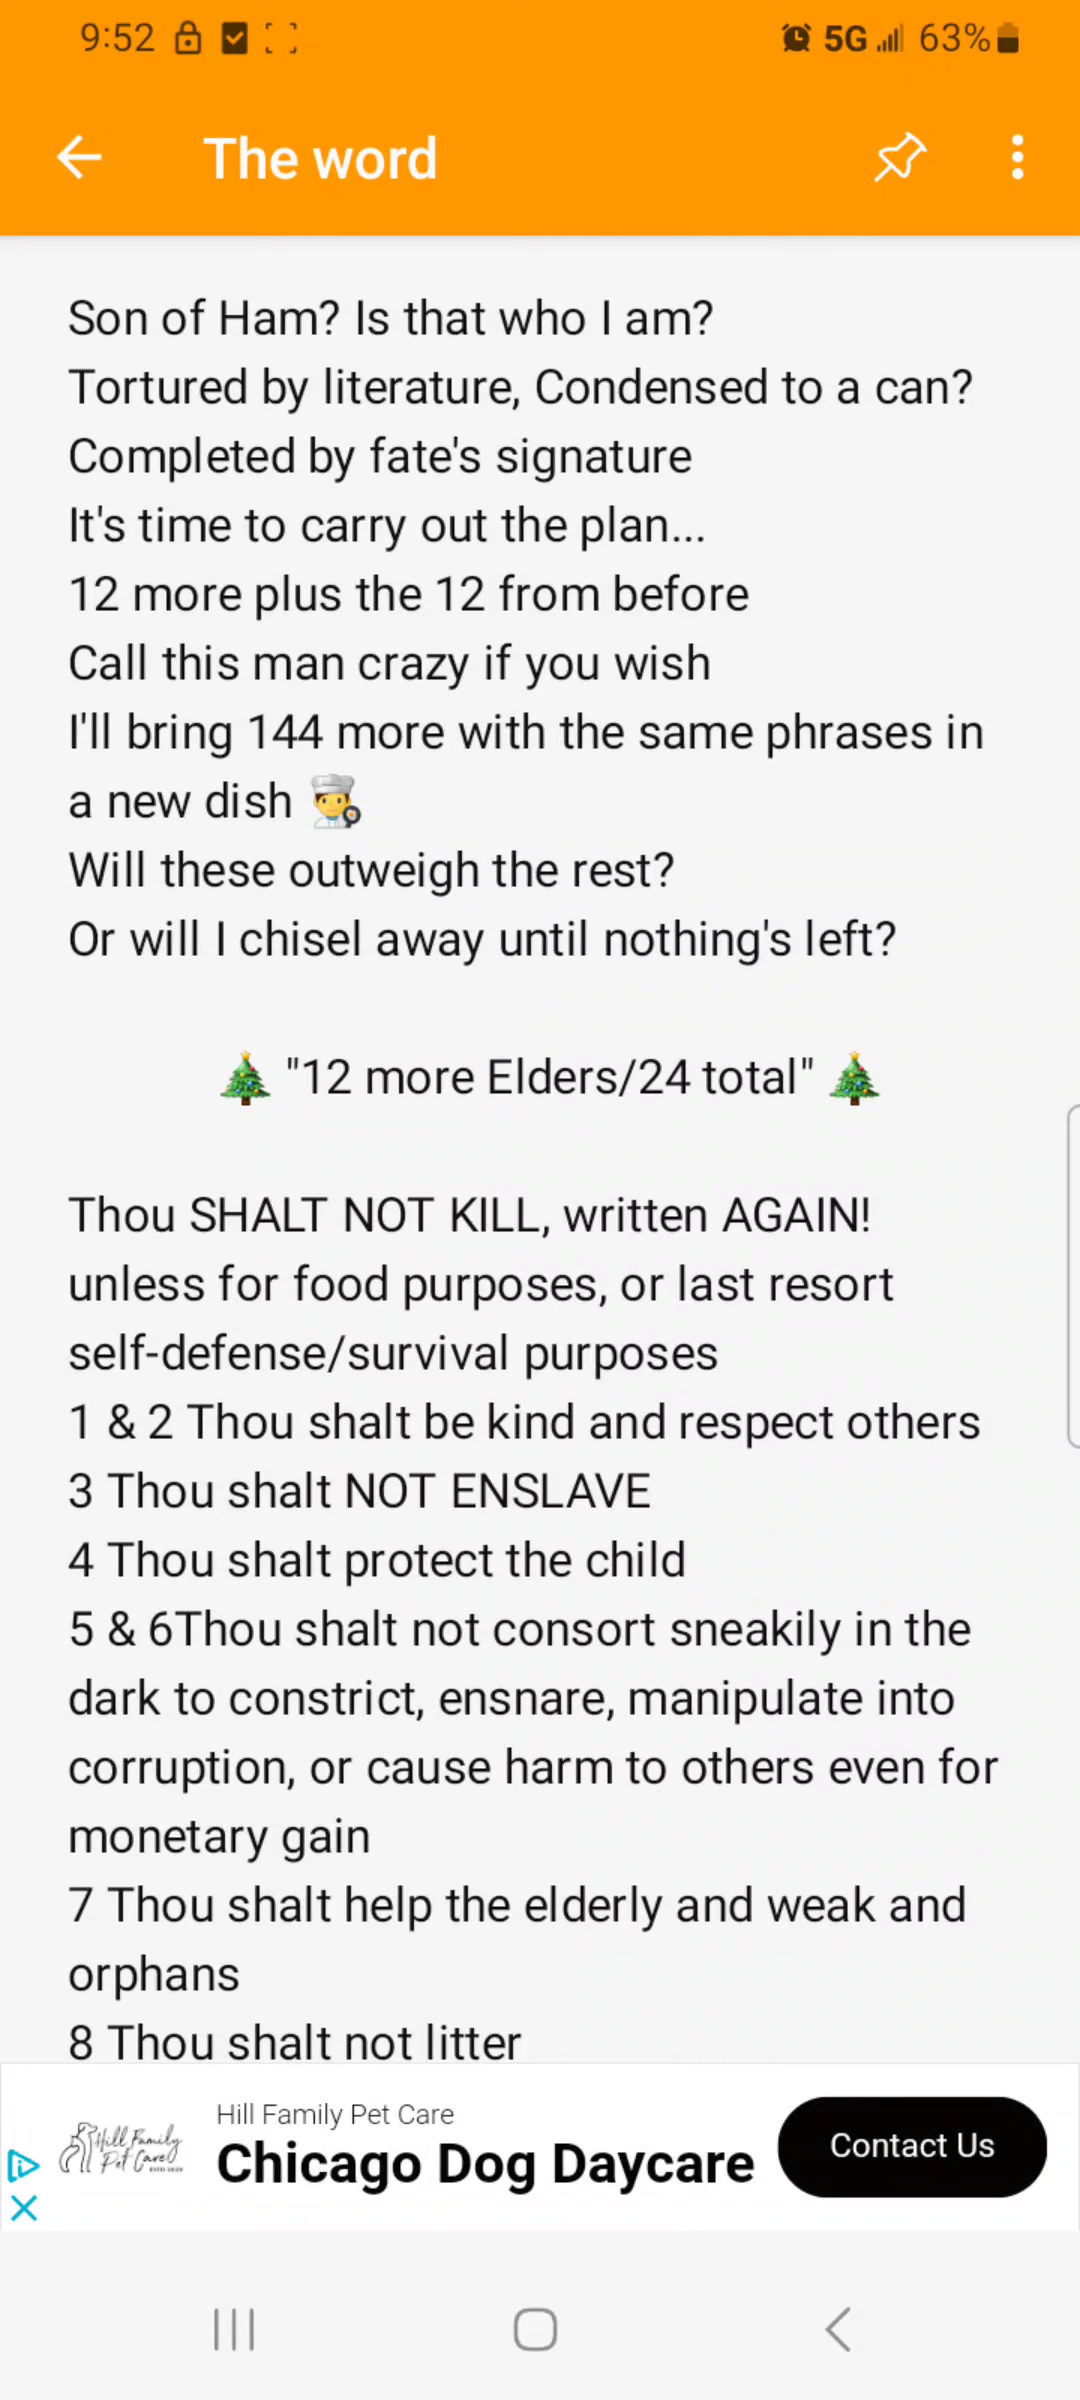 9:52 5G 63%
The word
Son of Ham? Is that who I am?
Tortured by literature, Condensed to a can?
Completed by fate's signature
It's time to carry out the plan...
12 more plus the 12 from before
Call this man crazy if you wish
I'll bring 144 more with the same phrases in
a new dish 👨‍🍳
Will these outweigh the rest?
Or will I chisel away until nothing's left?
🎄 "12 more Elders/24 total" 🎄
Thou SHALT NOT KILL, written AGAIN!
unless for food purposes, or last resort
self-defense/survival purposes
1 & 2 Thou shalt be kind and respect others
3 Thou shalt NOT ENSLAVE
4 Thou shalt protect the child
5 & 6Thou shalt not consort sneakily in the
dark to constrict, ensnare, manipulate into
corruption, or cause harm to others even for
monetary gain
7 Thou shalt help the elderly and weak and
orphans
8 Thou shalt not litter
Hill Family
Pet Care
Hill Family Pet Care
Chicago Dog Daycare
Contact Us